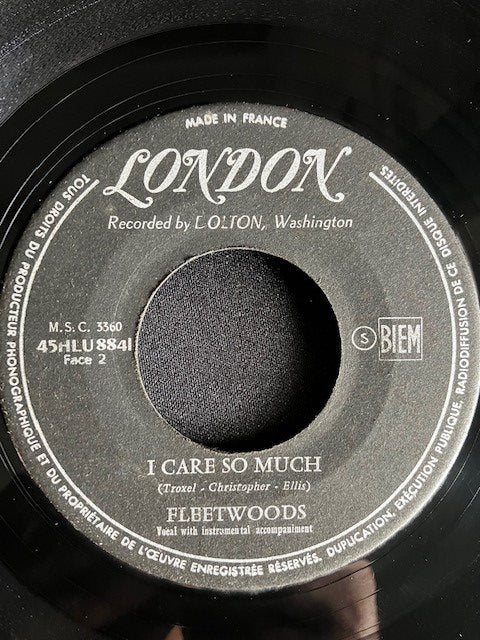 MADE IN FRANCE
LONDON
Recorded by DOLTON, Washington
M.S.C. 3360
45HLU8841
Face 2
S BIEM
I CARE SO MUCH
(Troxel - Christopher - Ellis)
FLEETWOODS
Vocal with instrumental accompaniment
TOUS DROITS DU PRODUCTEUR PHONOGRAPHIQUE ET DU PROPRIÉTAIRE DE L'ŒUVRE ENREGISTRÉE RÉSERVÉS. DUPLICATION, EXÉCUTION PUBLIQUE, RADIODIFFUSION DE CE DISQUE INTERDITES